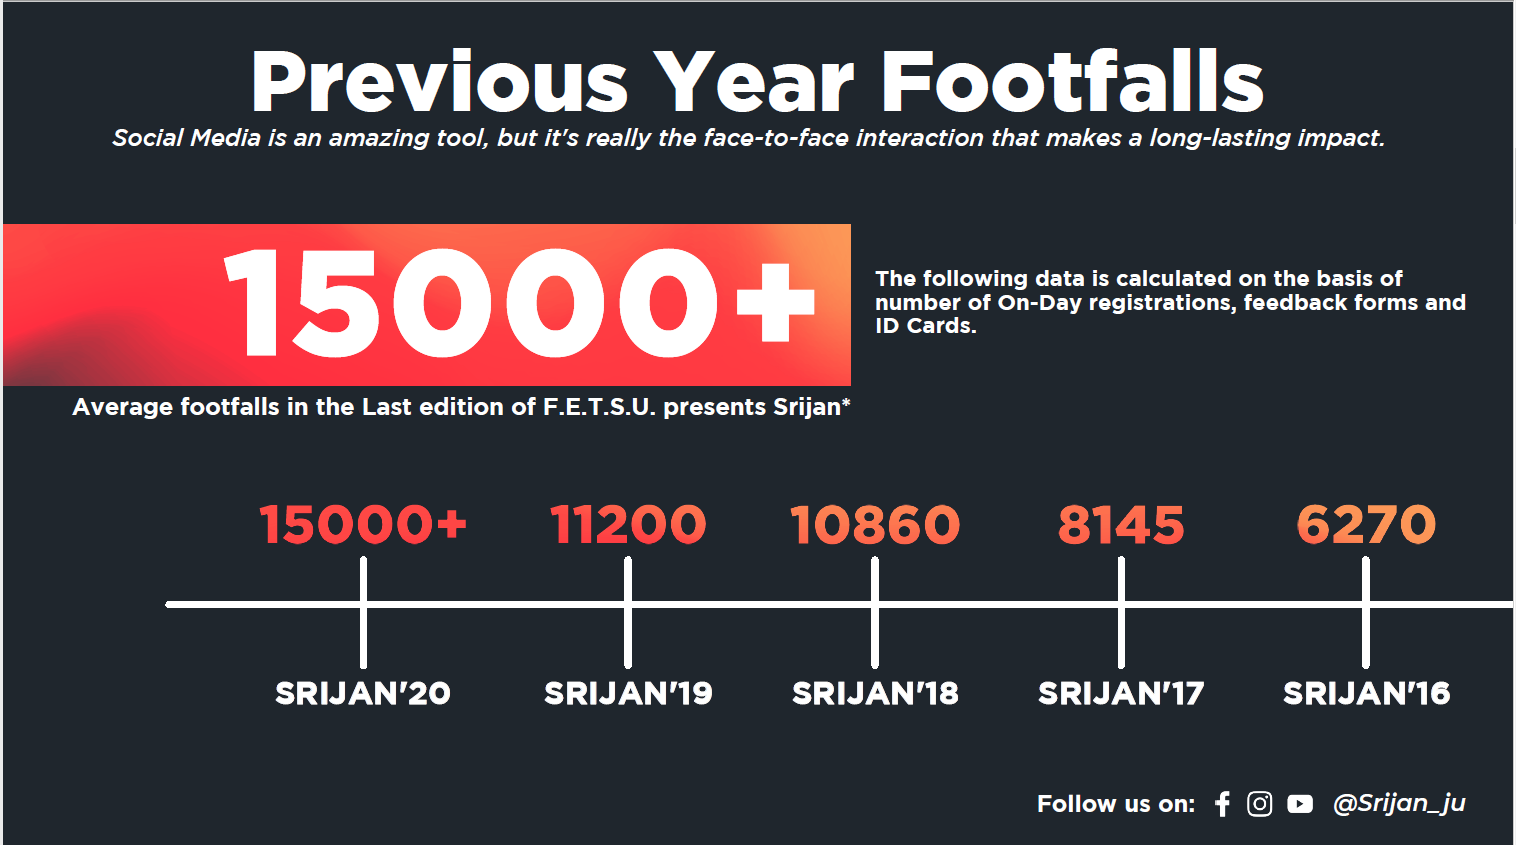 Previous Year Footfalls
Social Media is an amazing tool, but it's really the face-to-face interaction that makes a long-lasting impact.
15000+
The following data is calculated on the basis of
number of On-Day registrations, feedback forms and
ID Cards.
Average footfalls in the Last edition of F.E.T.S.U. presents Srijan*
15000+ 11200 10860 8145 6270
SRIJAN'20 SRIJAN'19 SRIJAN'18 SRIJAN'17 SRIJAN'16
Follow us on: @Srijan_ju